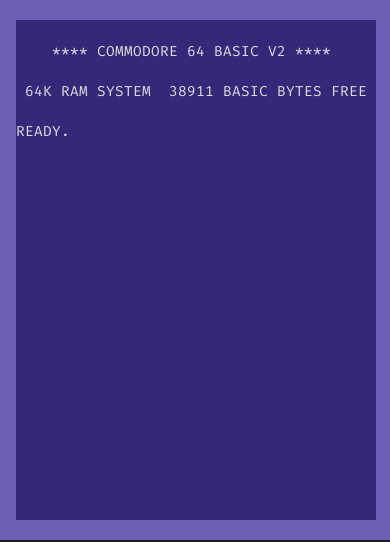 **** COMMODORE 64 BASIC V2 ****
64K RAM SYSTEM  38911 BASIC BYTES FREE
READY.